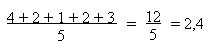 (4 + 2 + 1 + 2 + 3)/5 = 12/5 = 2,4